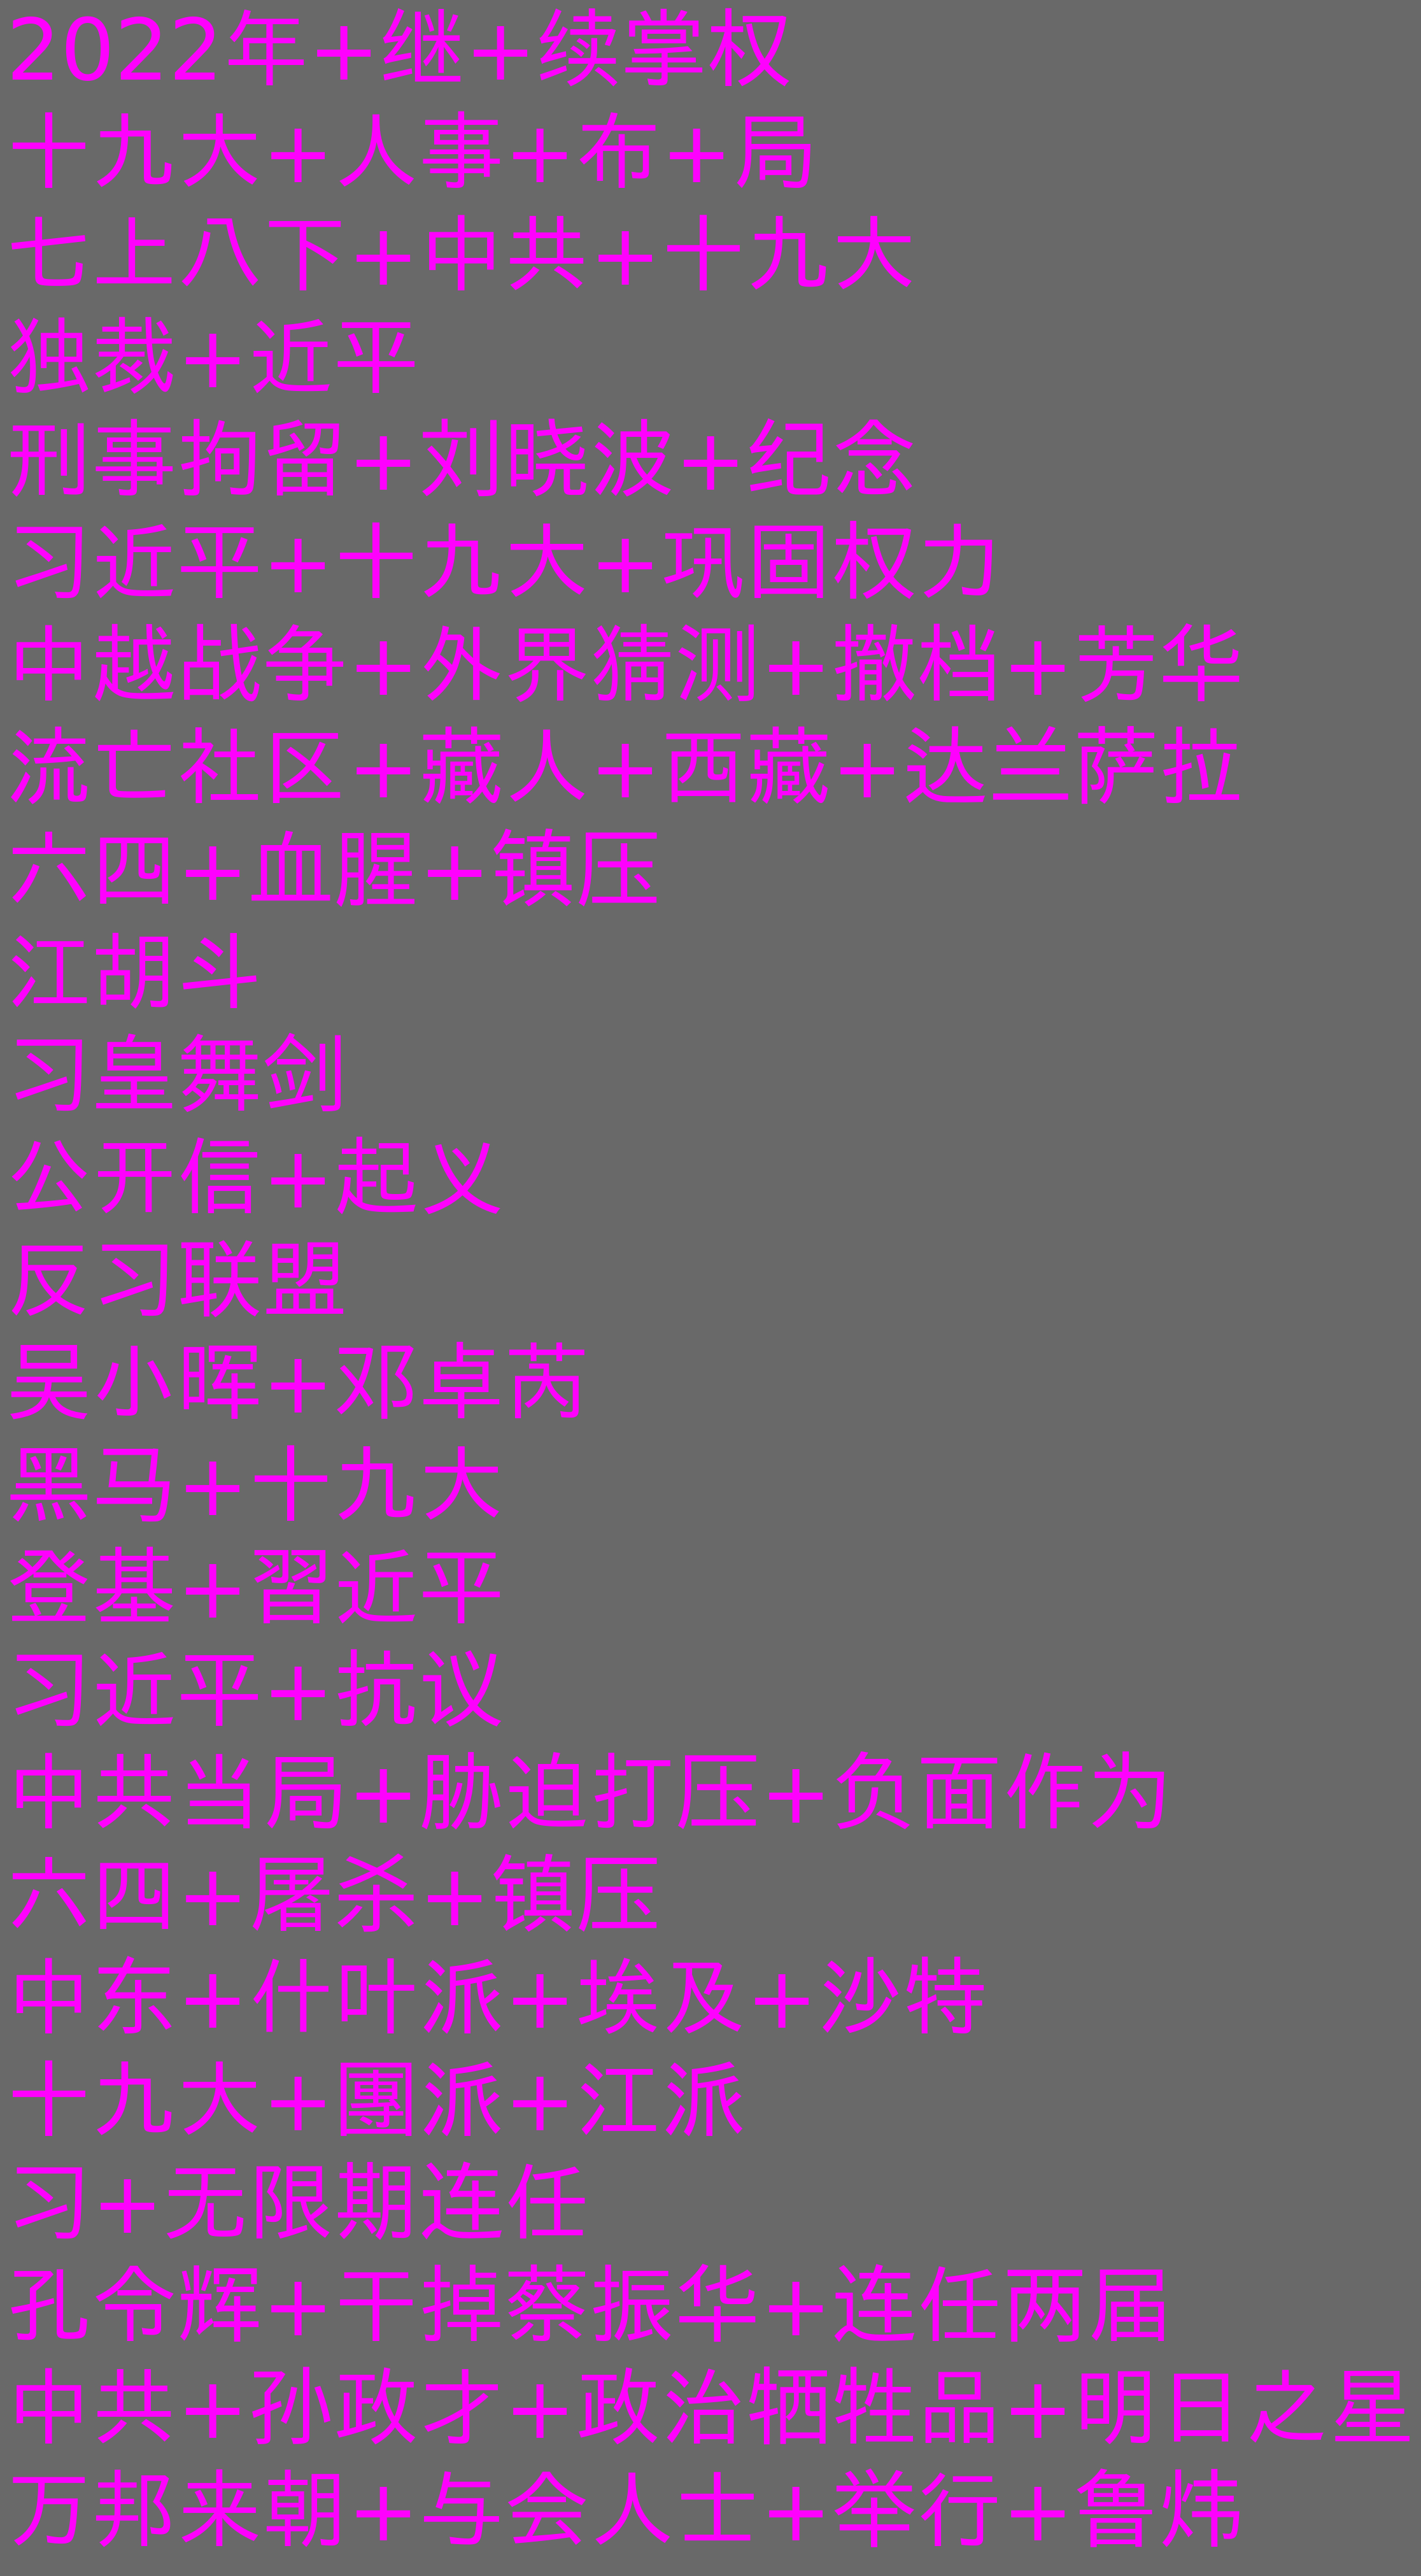 2022年+继+续掌权
十九大+人事+布+局
七上八下+中共+十九大
独裁+近平
刑事拘留+刘晓波+纪念
习近平+十九大+巩固权力
中越战争+外界猜测+撤档+芳华
流亡社区+藏人+西藏+达兰萨拉
六四+血腥+镇压
江胡斗
习皇舞剑
公开信+起义
反习联盟
吴小晖+邓卓芮
黑马+十九大
登基+習近平
习近平+抗议
中共当局+胁迫打压+负面作为
六四+屠杀+镇压
中东+什叶派+埃及+沙特
十九大+團派+江派
习+无限期连任
孔令辉+干掉蔡振华+连任两届
中共+孙政才+政治牺牲品+明日之星
万邦来朝+与会人士+举行+鲁炜